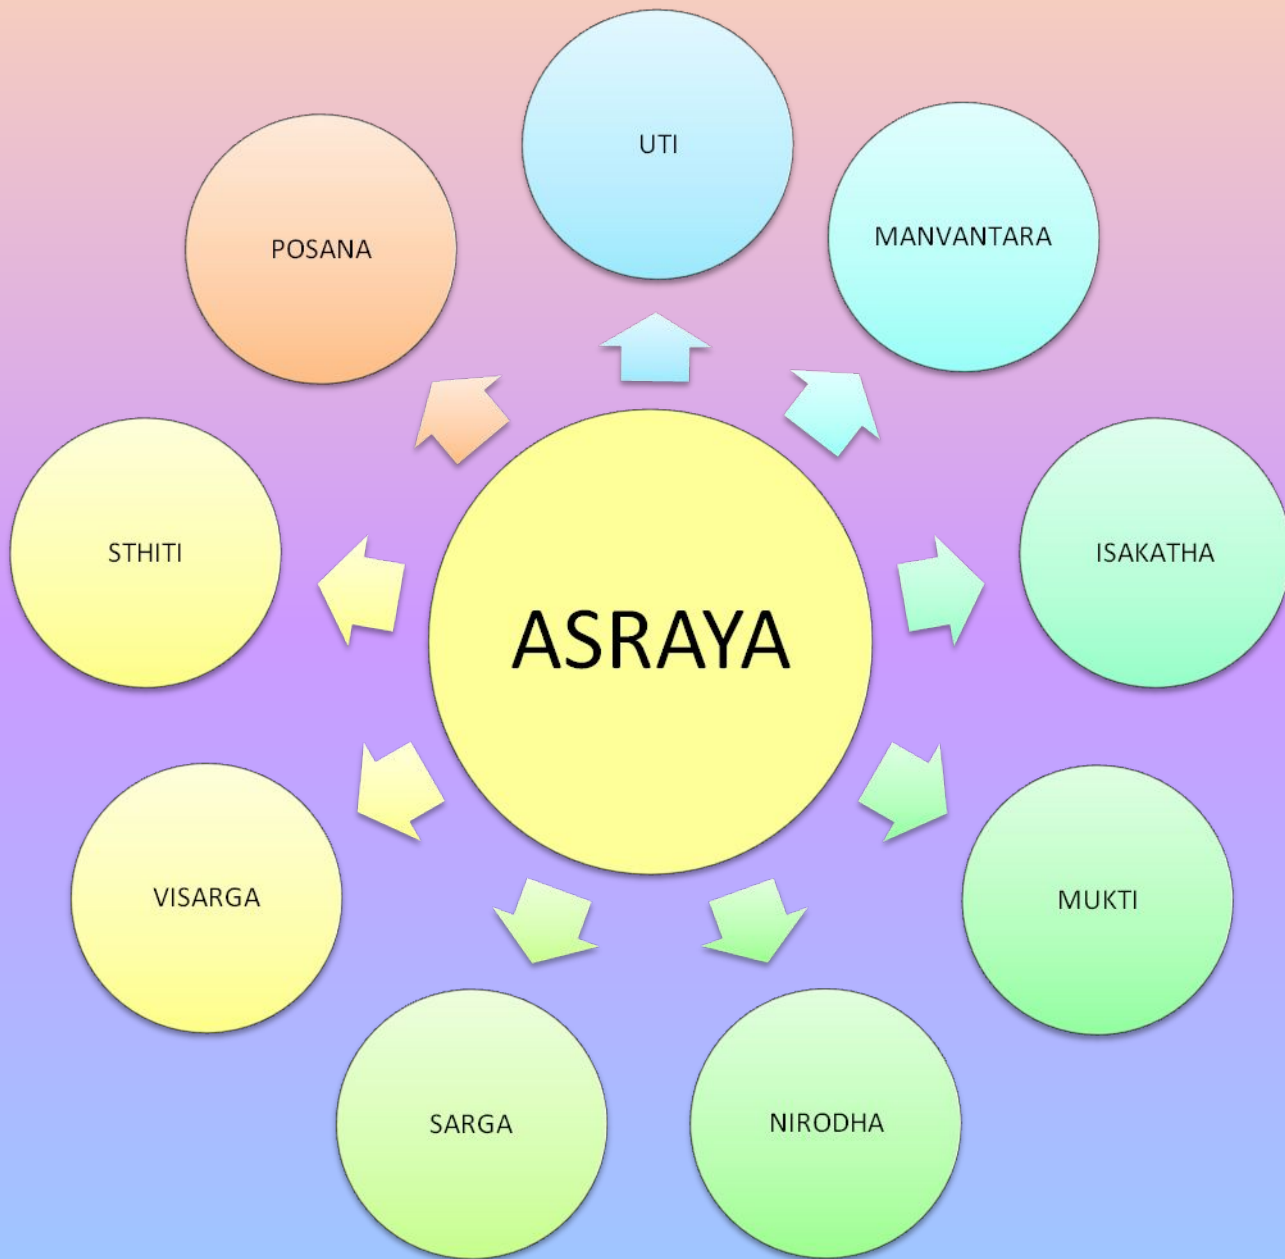 UTI
MANVANTARA
POSANA
ISAKATHA
STHITI
ASRAYA
VISARGA
MUKTI
SARGA
NIRODHA